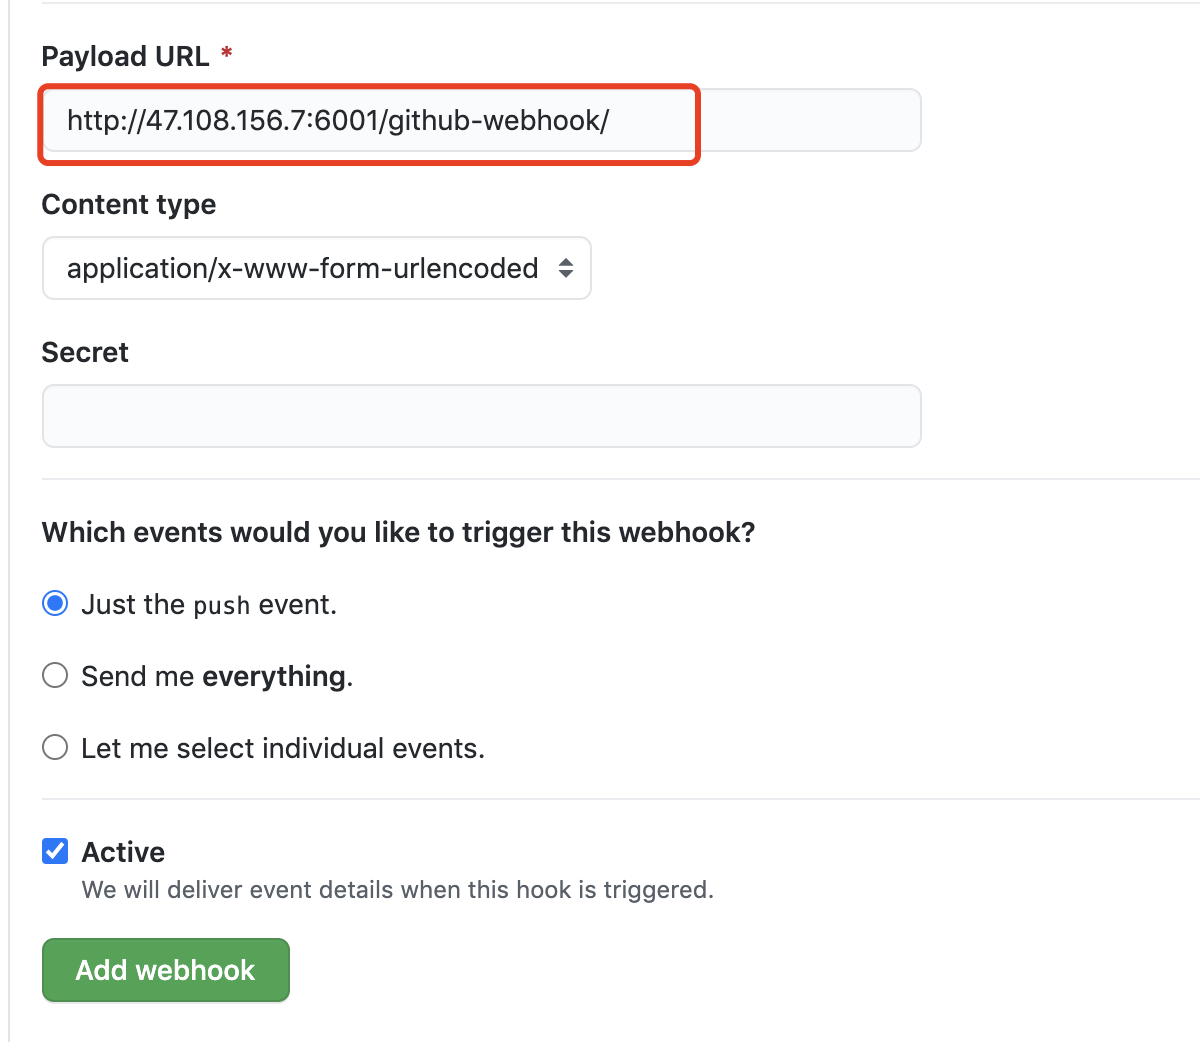 Payload URL *
http://47.108.156.7:6001/github-webhook/
Content type
application/x-www-form-urlencoded
Secret
Which events would you like to trigger this webhook?
Just the push event.
Send me everything.
Let me select individual events.
Active
We will deliver event details when this hook is triggered.
Add webhook